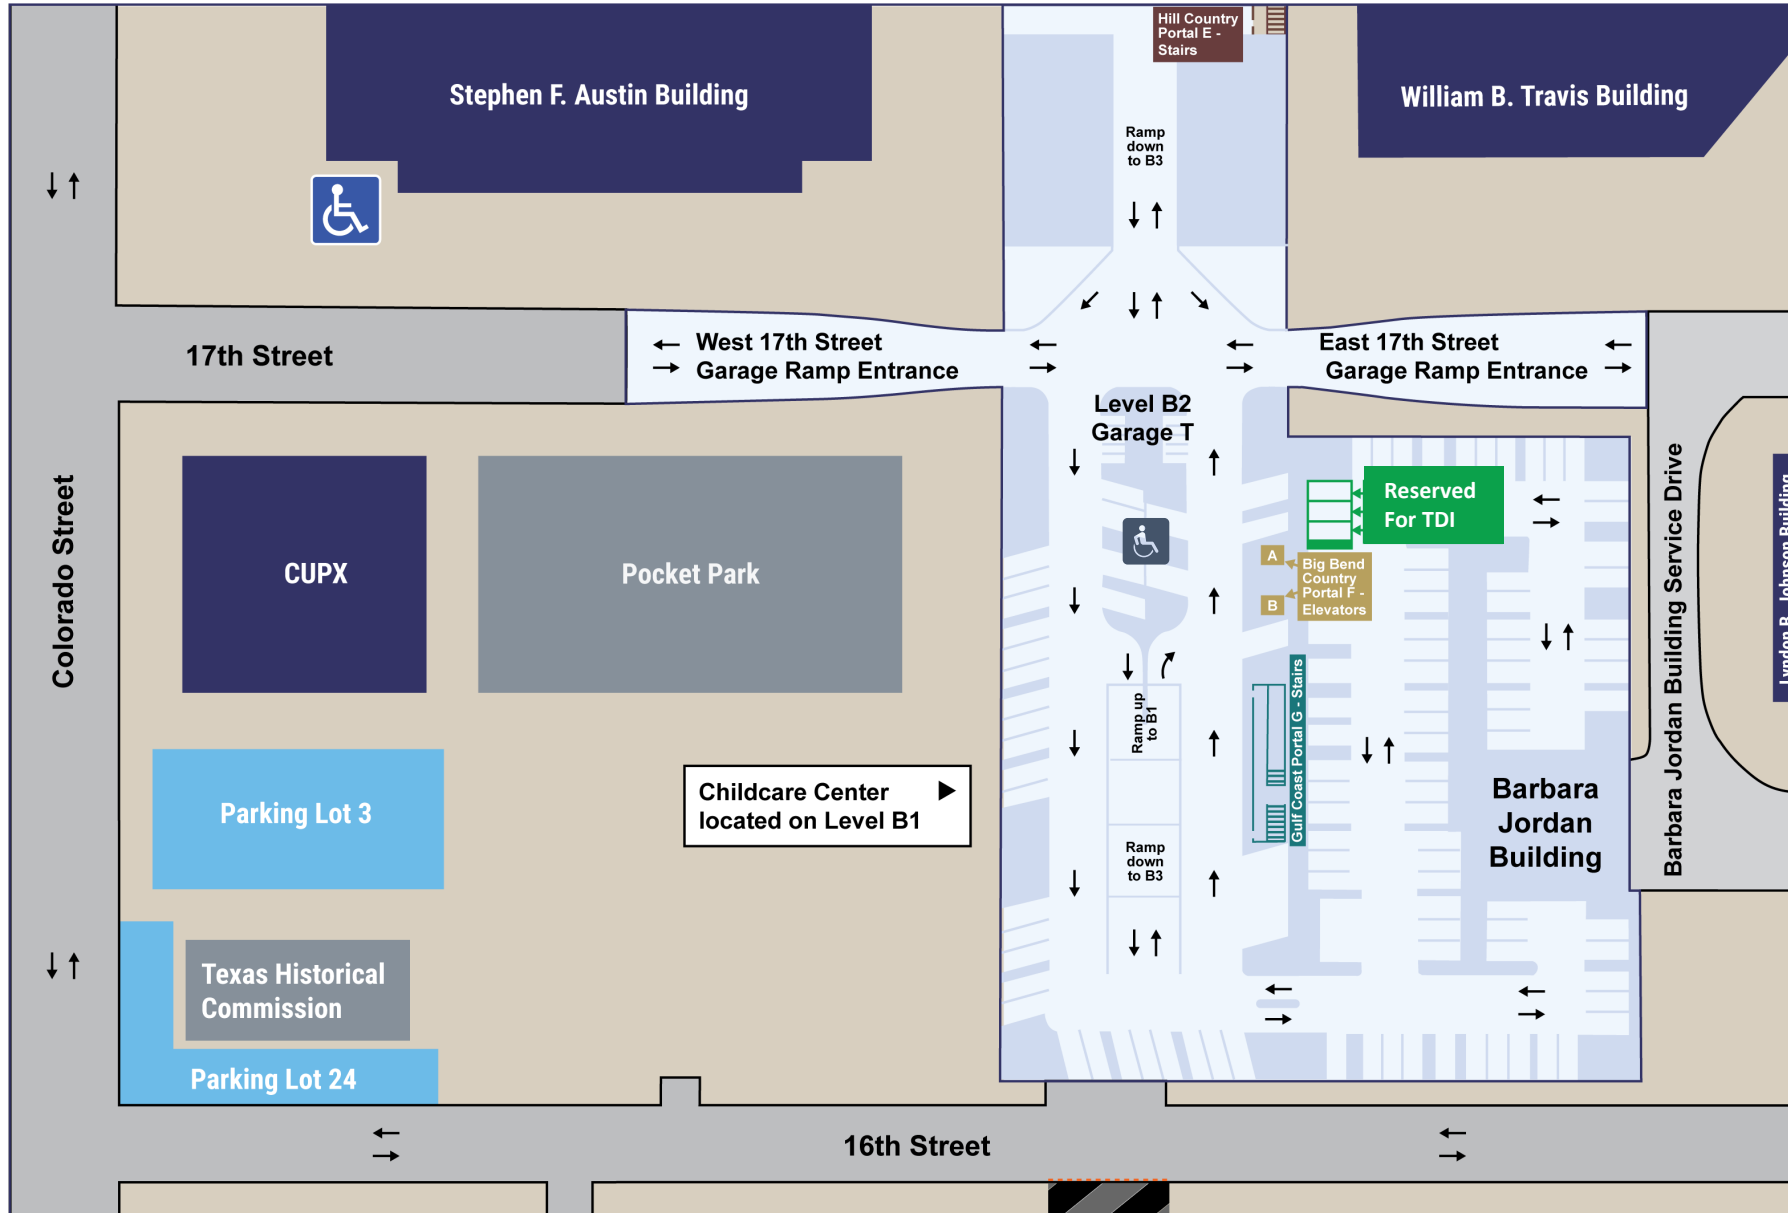 Hill Country
Portal E -
Stairs
Stephen F. Austin Building
William B. Travis Building
Ramp
down
to B3
17th Street
West 17th Street
Garage Ramp Entrance
East 17th Street
Garage Ramp Entrance
Level B2
Garage T
Colorado Street
CUPX
Pocket Park
Reserved
For TDI
A
B
Big Bend
Country
Portal F -
Elevators
Barbara Jordan Building Service Drive
Lyndon B. Johnson Building
Ramp up
to B1
Gulf Coast Portal G - Stairs
Parking Lot 3
Childcare Center
located on Level B1
Barbara
Jordan
Building
Ramp
down
to B3
Texas Historical
Commission
Parking Lot 24
16th Street